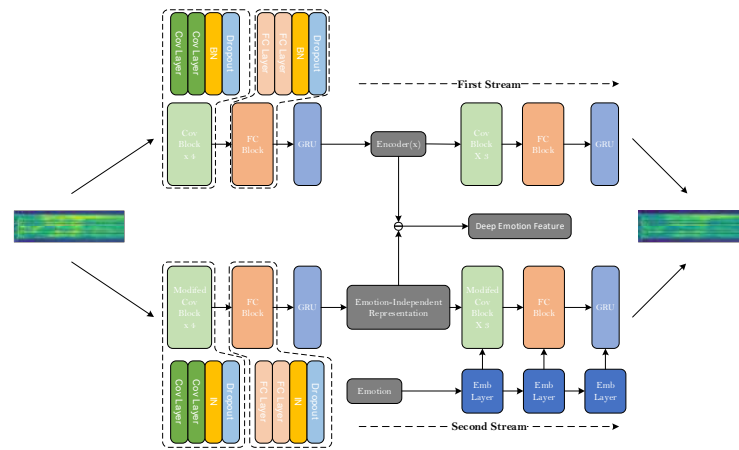 Cov Layer
Cov Layer
BN
Dropout
FC Layer
FC Layer
BN
Dropout
First Stream
Cov
Block
x 4
FC
Block
GRU
Encoder(x)
Cov
Block
X 3
FC
Block
GRU
Deep Emotion Feature
Modifed
Cov
Block
x 4
FC
Block
GRU
Emotion-Independent
Representation
Modifed
Cov
Block
X 3
FC
Block
GRU
Cov Layer
Cov Layer
IN
Dropout
FC Layer
FC Layer
IN
Dropout
Emotion
Emb
Layer
Emb
Layer
Emb
Layer
Second Stream